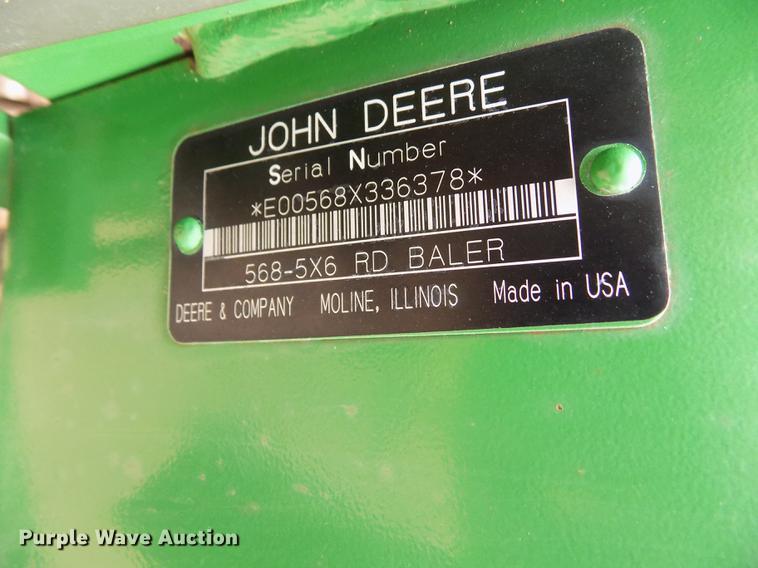 JOHN DEERE
Serial Number
*E00568X336378*
568-5X6 RD BALER
DEERE & COMPANY MOLINE, ILLINOIS Made in USA
Purple Wave Auction